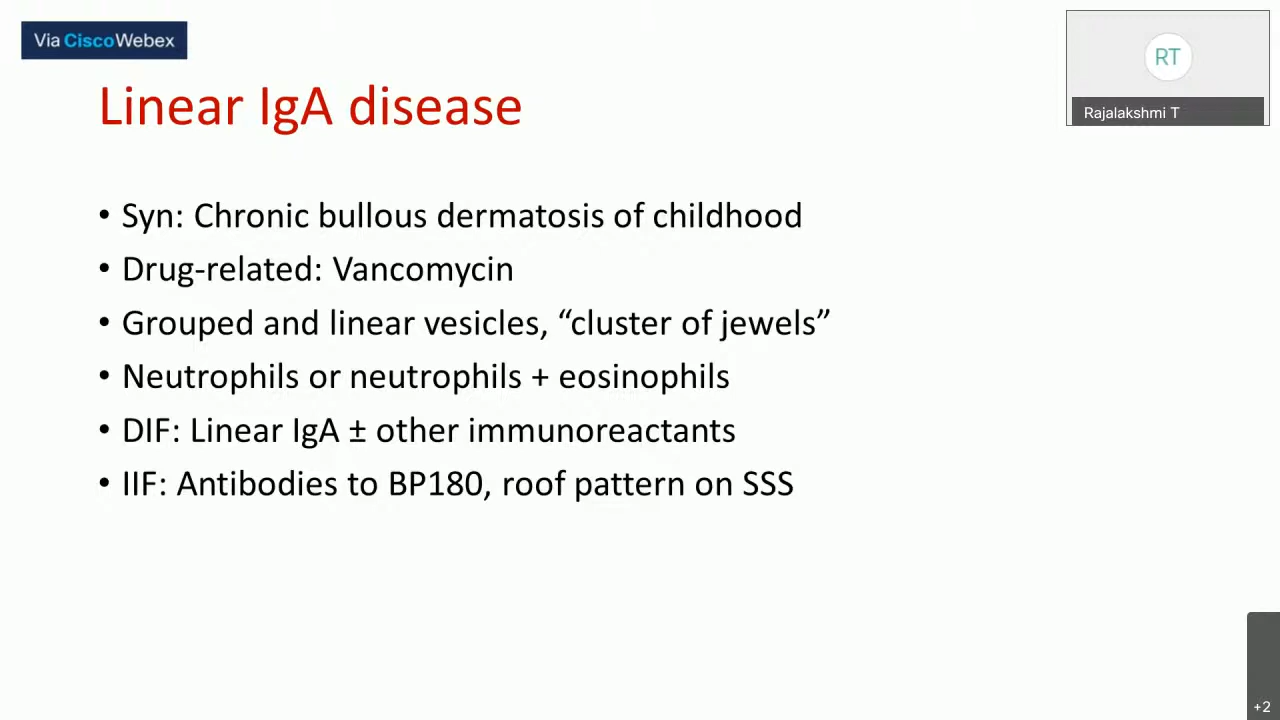 Via CiscoWebex
RT
Rajalakshmi T
Linear IgA disease
• Syn: Chronic bullous dermatosis of childhood
• Drug-related: Vancomycin
• Grouped and linear vesicles, “cluster of jewels”
• Neutrophils or neutrophils + eosinophils
• DIF: Linear IgA ± other immunoreactants
• IIF: Antibodies to BP180, roof pattern on SSS
+2